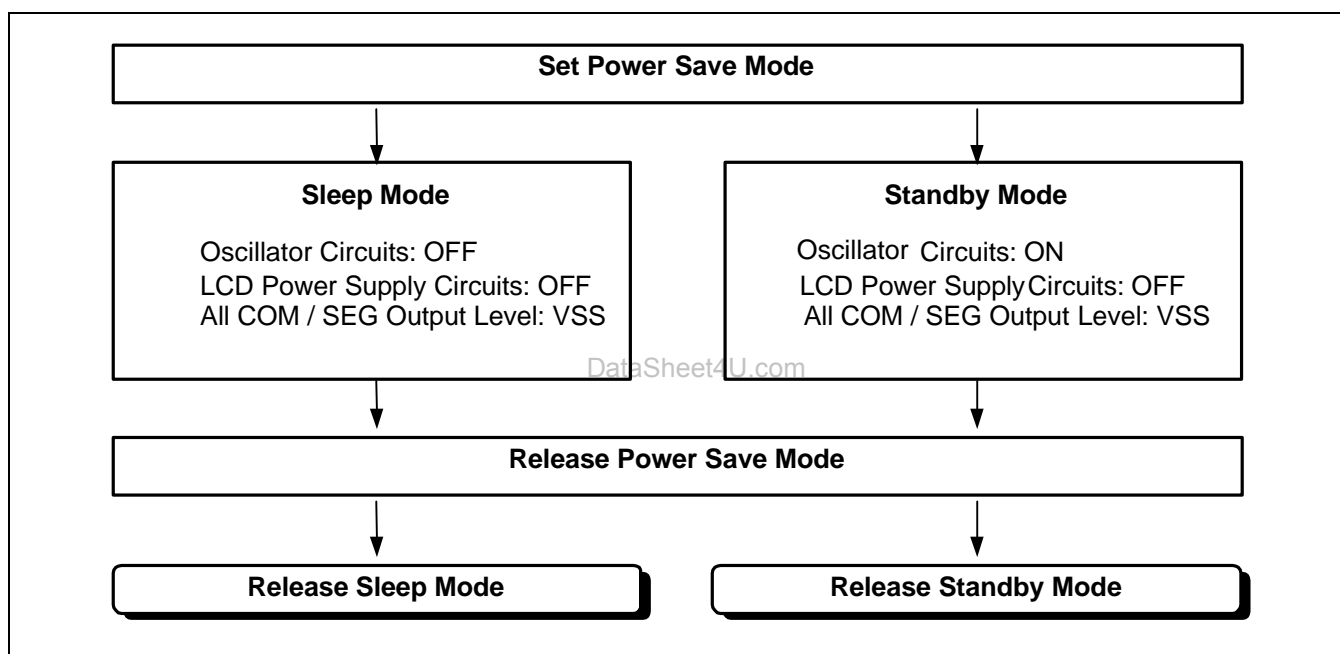 Set Power Save Mode
Sleep Mode
Oscillator Circuits: OFF
LCD Power Supply Circuits: OFF
All COM / SEG Output Level: VSS
Standby Mode
Oscillator Circuits: ON
LCD Power Supply Circuits: OFF
All COM / SEG Output Level: VSS
DataSheet4U.com
Release Power Save Mode
Release Sleep Mode
Release Standby Mode